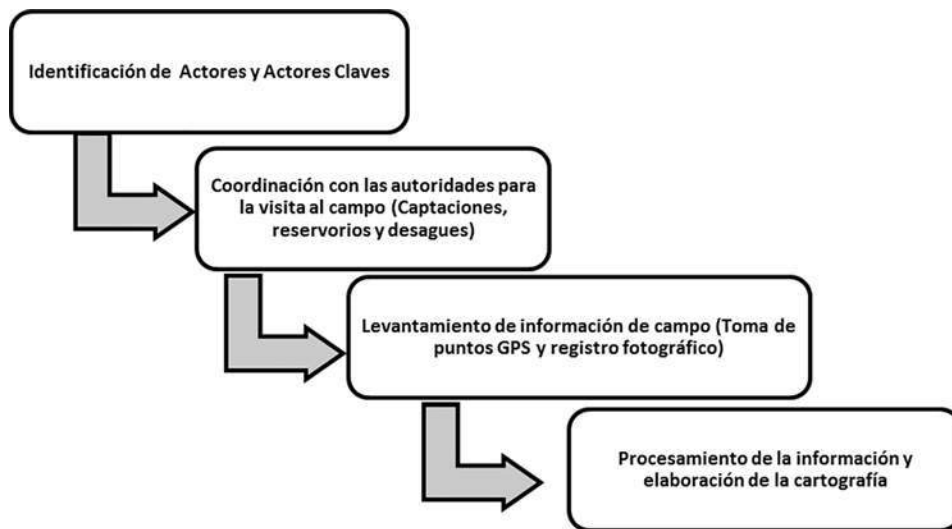 Identificación de Actores y Actores Claves
Coordinación con las autoridades para
la visita al campo (Captaciones,
reservorios y desagues)
Levantamiento de información de campo (Toma de
puntos GPS y registro fotográfico)
Procesamiento de la información y
elaboración de la cartografía